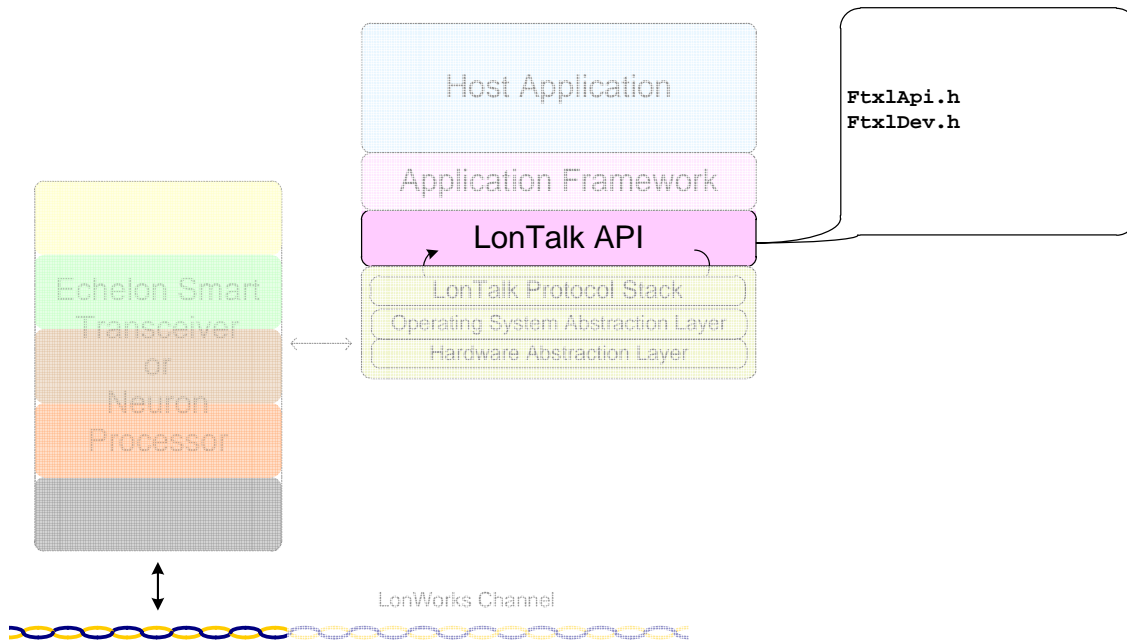 Host Application
FtxlApi.h
FtxlDev.h
Application Framework
LonTalk API
Echelon Smart
Transceiver
or
Neuron
Processor
LonTalk Protocol Stack
Operating System Abstraction Layer
Hardware Abstraction Layer
LonWorks Channel